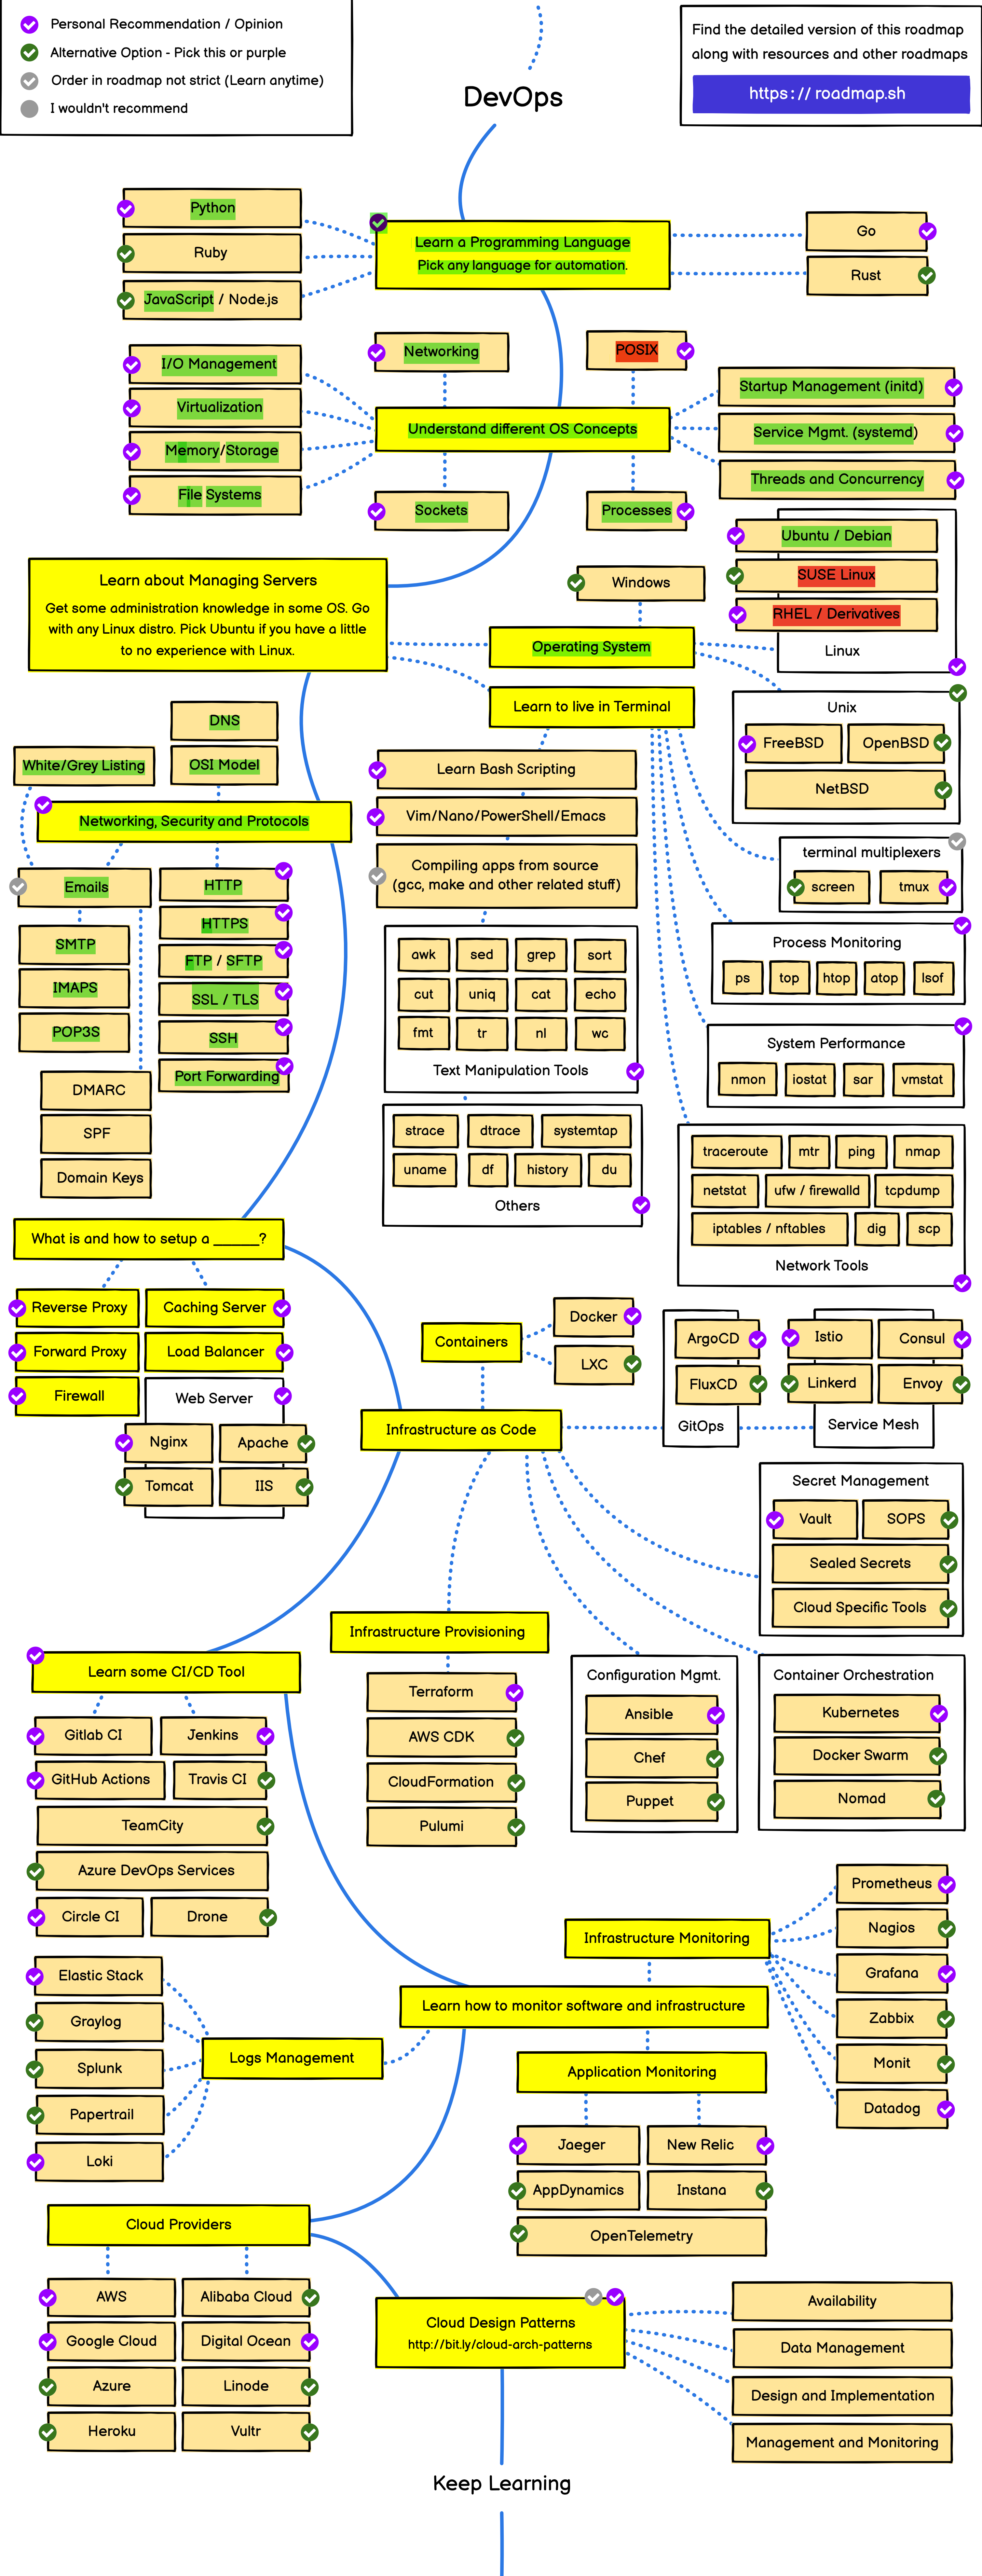 Personal Recommendation / Opinion
Alternative Option - Pick this or purple
Order in roadmap not strict (Learn anytime)
I wouldn't recommend
Find the detailed version of this roadmap
along with resources and other roadmaps
https://roadmap.sh
DevOps
Python
Ruby
JavaScript / Node.js
Learn a Programming Language
Pick any language for automation.
Go
Rust
I/O Management
Virtualization
Memory/Storage
File Systems
Networking
POSIX
Understand different OS Concepts
Sockets
Processes
Startup Management (initd)
Service Mgmt. (systemd)
Threads and Concurrency
Learn about Managing Servers
Get some administration knowledge in some OS. Go
with any Linux distro. Pick Ubuntu if you have a little
to no experience with Linux.
Windows
Operating System
Ubuntu / Debian
SUSE Linux
RHEL / Derivatives
Linux
Learn to live in Terminal
Unix
FreeBSD
OpenBSD
NetBSD
DNS
White/Grey Listing
OSI Model
Networking, Security and Protocols
Emails
SMTP
IMAPS
POP3S
DMARC
SPF
Domain Keys
HTTP
HTTPS
FTP / SFTP
SSL / TLS
SSH
Port Forwarding
Learn Bash Scripting
Vim/Nano/PowerShell/Emacs
Compiling apps from source
(gcc, make and other related stuff)
awk
sed
grep
sort
cut
uniq
cat
echo
fmt
tr
nl
wc
Text Manipulation Tools
strace
dtrace
systemtap
uname
df
history
du
Others
terminal multiplexers
screen
tmux
Process Monitoring
ps
top
htop
atop
lsof
System Performance
nmon
iostat
sar
vmstat
traceroute
mtr
ping
nmap
netstat
ufw / firewalld
tcpdump
iptables / nftables
dig
scp
Network Tools
What is and how to setup a ______?
Reverse Proxy
Caching Server
Forward Proxy
Load Balancer
Firewall
Web Server
Nginx
Apache
Tomcat
IIS
Containers
Docker
LXC
Infrastructure as Code
ArgoCD
FluxCD
GitOps
Istio
Consul
Linkerd
Envoy
Service Mesh
Secret Management
Vault
SOPS
Sealed Secrets
Cloud Specific Tools
Infrastructure Provisioning
Terraform
AWS CDK
CloudFormation
Pulumi
Configuration Mgmt.
Ansible
Chef
Puppet
Container Orchestration
Kubernetes
Docker Swarm
Nomad
Learn some CI/CD Tool
Gitlab CI
Jenkins
GitHub Actions
Travis CI
TeamCity
Azure DevOps Services
Circle CI
Drone
Infrastructure Monitoring
Prometheus
Nagios
Grafana
Zabbix
Monit
Datadog
Learn how to monitor software and infrastructure
Elastic Stack
Graylog
Splunk
Papertrail
Loki
Logs Management
Application Monitoring
Jaeger
New Relic
AppDynamics
Instana
OpenTelemetry
Cloud Providers
AWS
Alibaba Cloud
Google Cloud
Digital Ocean
Azure
Linode
Heroku
Vultr
Cloud Design Patterns
http://bit.ly/cloud-arch-patterns
Availability
Data Management
Design and Implementation
Management and Monitoring
Keep Learning